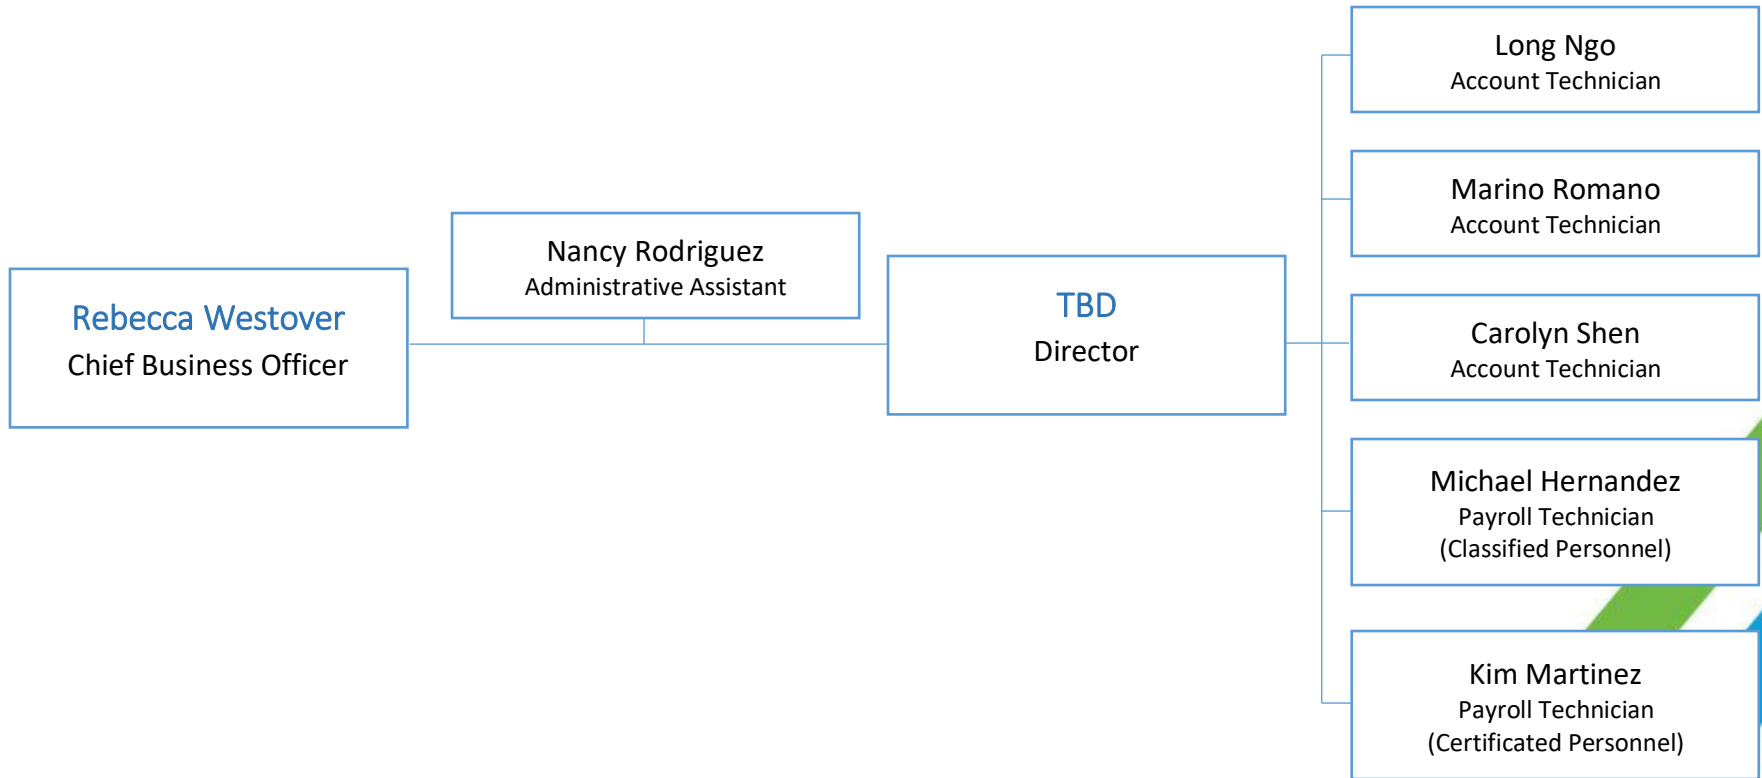 Rebecca Westover
Chief Business Officer
Nancy Rodriguez
Administrative Assistant
TBD
Director
Long Ngo
Account Technician
Marino Romano
Account Technician
Carolyn Shen
Account Technician
Michael Hernandez
Payroll Technician
(Classified Personnel)
Kim Martinez
Payroll Technician
(Certificated Personnel)